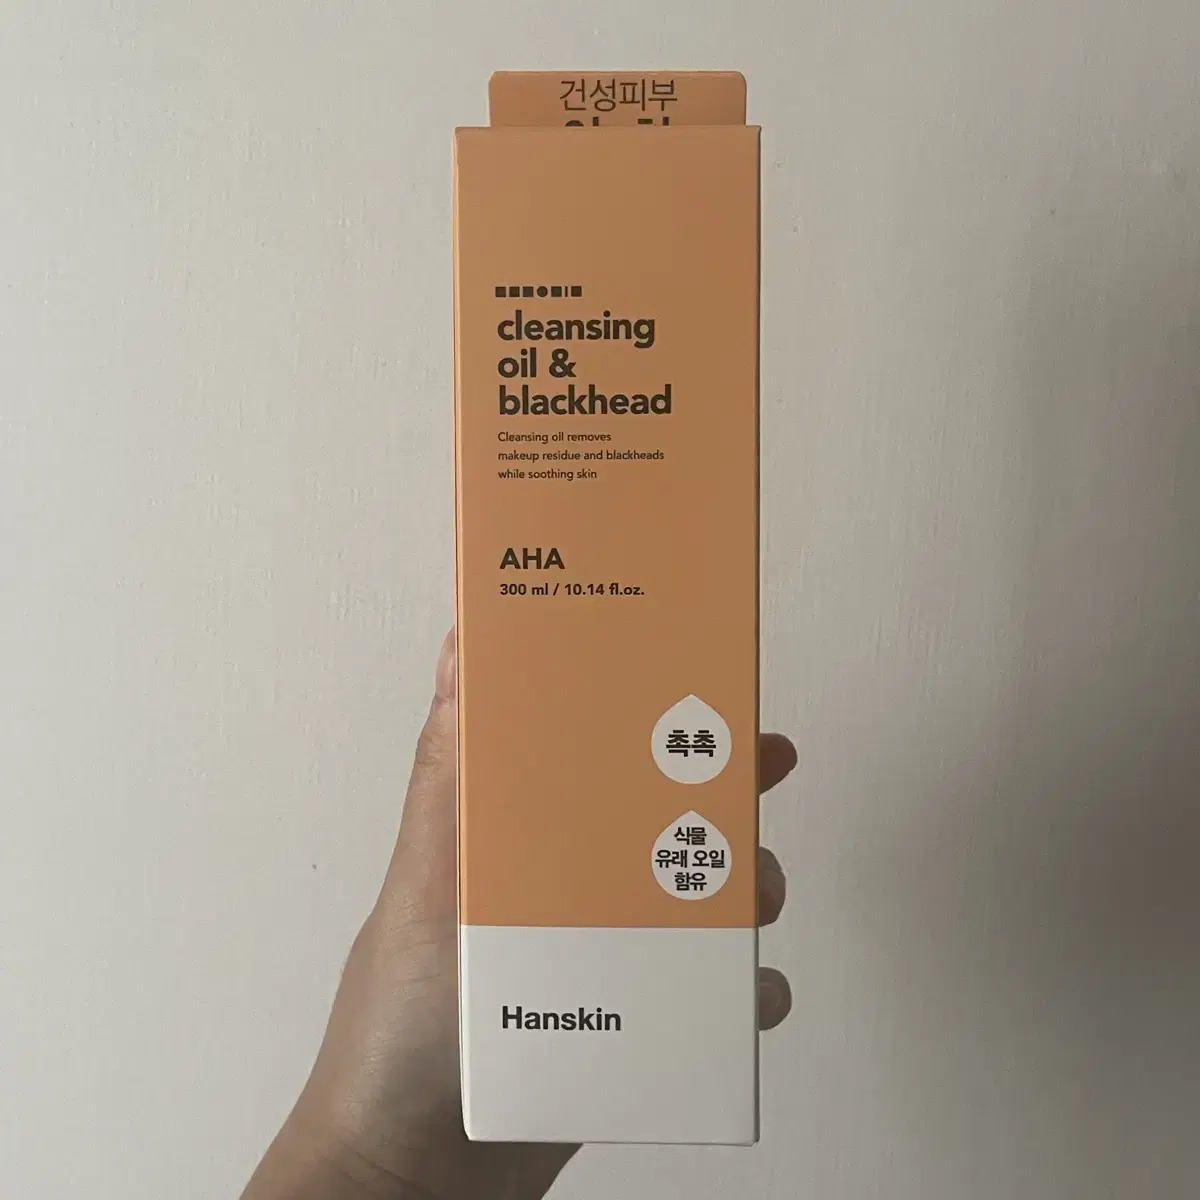 건성피부
cleansing
oil &
blackhead
Cleansing oil removes
makeup residue and blackheads
while soothing skin
AHA
300 ml / 10.14 fl.oz.
촉촉
식물
유래 오일
함유
Hanskin